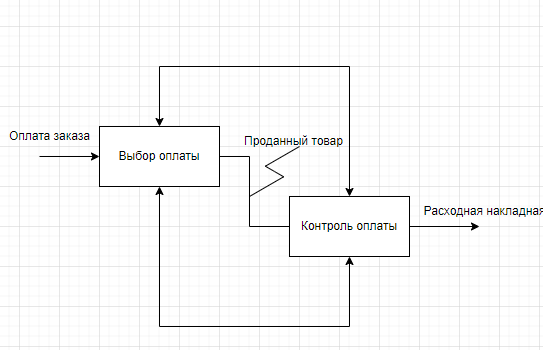 Оплата заказа
Выбор оплаты
Проданный товар
Контроль оплаты
Расходная накладная